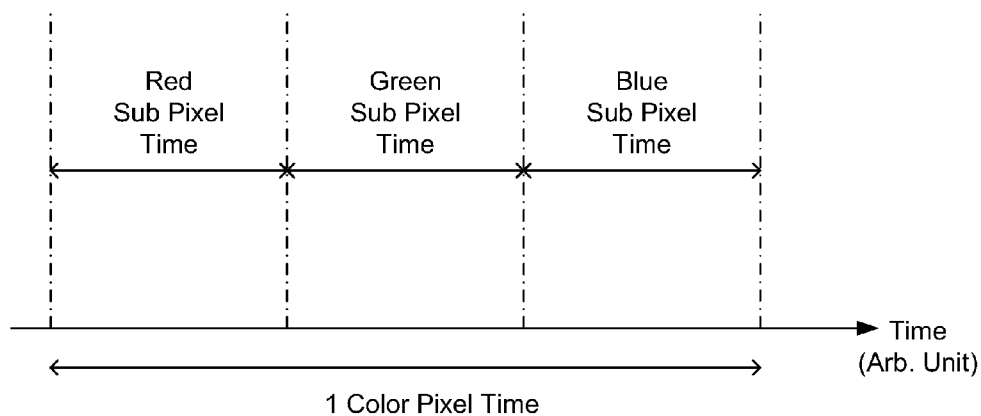 Red
Sub Pixel
Time
Green
Sub Pixel
Time
Blue
Sub Pixel
Time
Time
(Arb. Unit)
1 Color Pixel Time